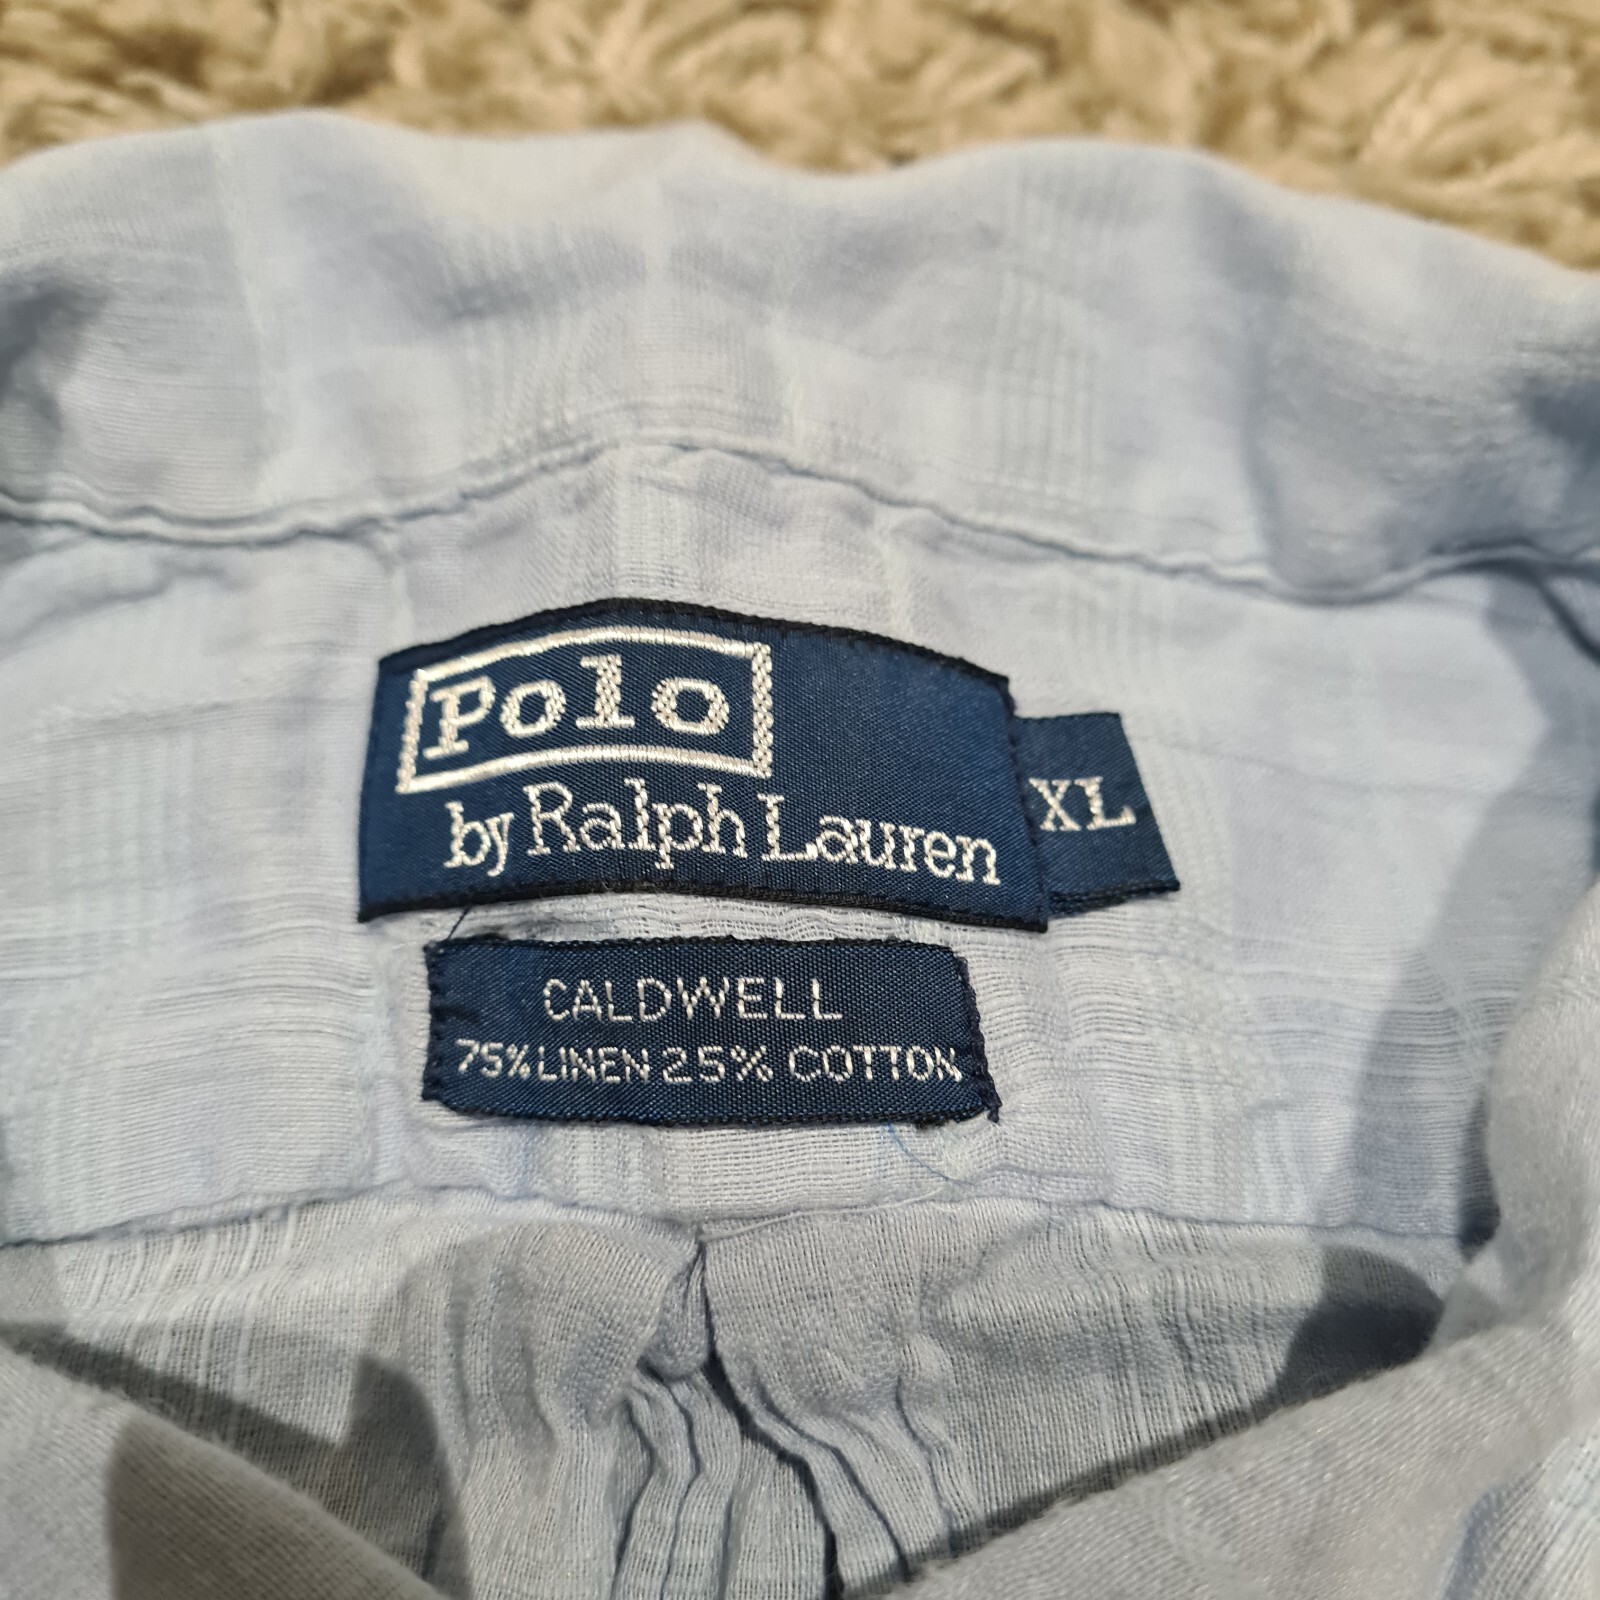 Polo
by Ralph Lauren
XL
CALDWELL
75% LINEN 25% COTTON